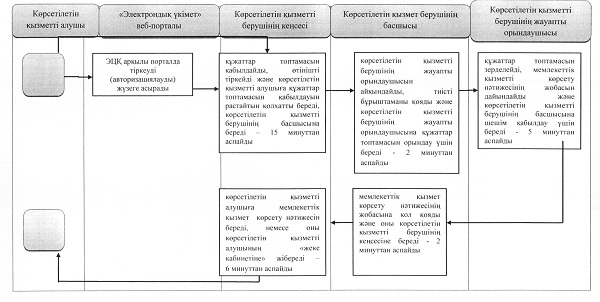 Көрсетілетін
қызметті алушы
«Электрондық үкімет»
веб-порталы
Көрсетілетін қызметті
берушінің кеңсесі
Көрсетілетін қызмет берушінің
басшысы
Көрсетілетін қызметті
берушінің жауапты
орындаушысы
ЭЦҚ арқылы порталда
тіркеуді
(авторизациялауды)
жүзеге асырады
құжаттар топтамасын
қабылдайды, өтінішті
тіркейді және көрсетілетін
қызметті алушыға құжаттар
топтамасын қабылдауын
растайтын қолхатты береді,
көрсетілетін қызметті
берушінің басшысына
береді – 15 минуттан
аспайды
көрсетілетін қызметті
берушінің жауапты
орындаушысын
айқындайды, тиісті
бұрыштаманы қояды және
көрсетілетін қызметті
берушінің жауапты
орындаушысына құжаттар
топтамасын орындау үшін
береді - 2 минуттан
аспайды
құжаттар топтамасын
зерделейді, мемлекеттік
қызметті көрсету
нәтижесінің жобасын
дайындайды және
көрсетілетін қызметті
берушінің басшысына
шешім қабылдау үшін
береді - 5 минуттан
аспайды
көрсетілетін қызметті
алушыға мемлекеттік
қызмет көрсету нәтижесін
береді, немесе оны
көрсетілетін қызметті
алушының «жеке
кабинетіне» жібереді –
6 минуттан аспайды
мемлекеттік қызмет
көрсету нәтижесінің
жобасына қол қояды
және оны көрсетілетін
қызметті берушінің
кеңсесіне береді - 2
минуттан аспайды